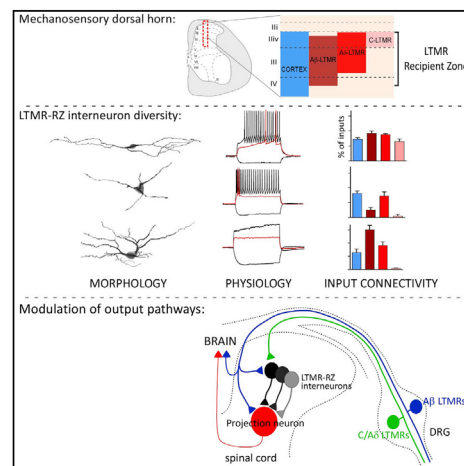 Mechanosensory dorsal horn:
IIi
IIiv
III
IV
CORTEX
Aβ-LTMR
Aδ-LTMR
C-LTMR
LTMR
Recipient Zone
LTMR-RZ interneuron diversity:
% of inputs
MORPHOLOGY
PHYSIOLOGY
INPUT CONNECTIVITY
Modulation of output pathways:
BRAIN
LTMR-RZ
interneurons
Projection neuron
spinal cord
Aβ LTMRs
C/Aδ LTMRs
DRG